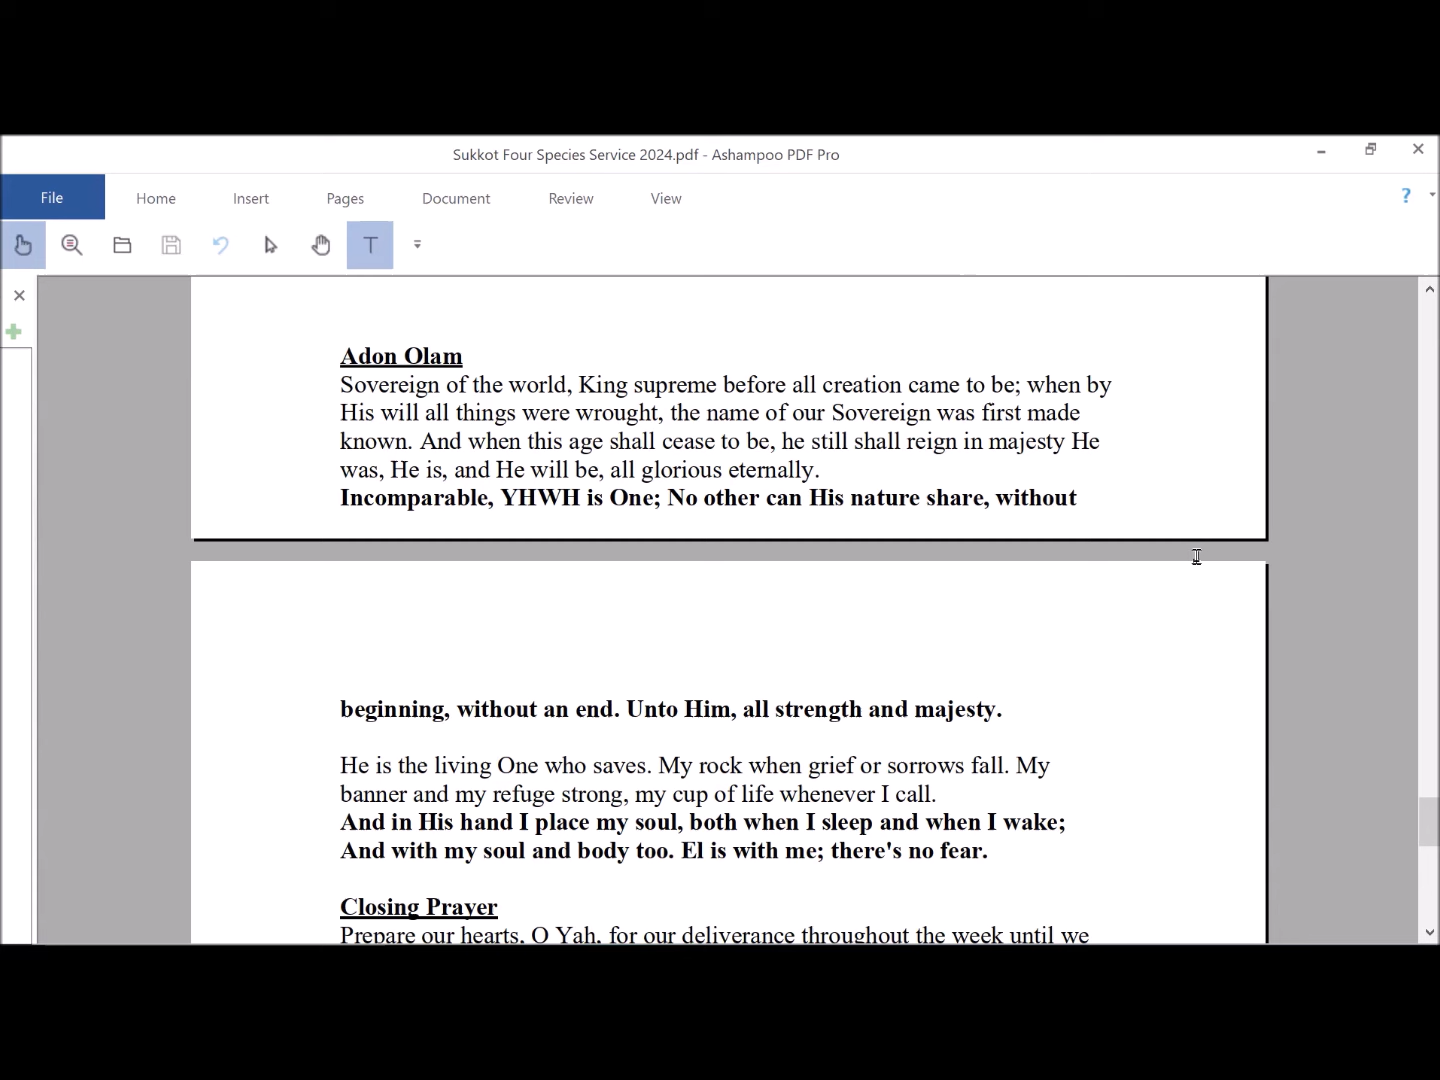 Sukkot Four Species Service 2024.pdf - Ashampoo PDF Pro
File Home Insert Pages Document Review View ?
T
Adon Olam
Sovereign of the world, King supreme before all creation came to be; when by
His will all things were wrought, the name of our Sovereign was first made
known. And when this age shall cease to be, he still shall reign in majesty He
was, He is, and He will be, all glorious eternally.
Incomparable, YHWH is One; No other can His nature share, without
beginning, without an end. Unto Him, all strength and majesty.
He is the living One who saves. My rock when grief or sorrows fall. My
banner and my refuge strong, my cup of life whenever I call.
And in His hand I place my soul, both when I sleep and when I wake;
And with my soul and body too. El is with me; there's no fear.
Closing Prayer
Prepare our hearts, O Yah, for our deliverance throughout the week until we